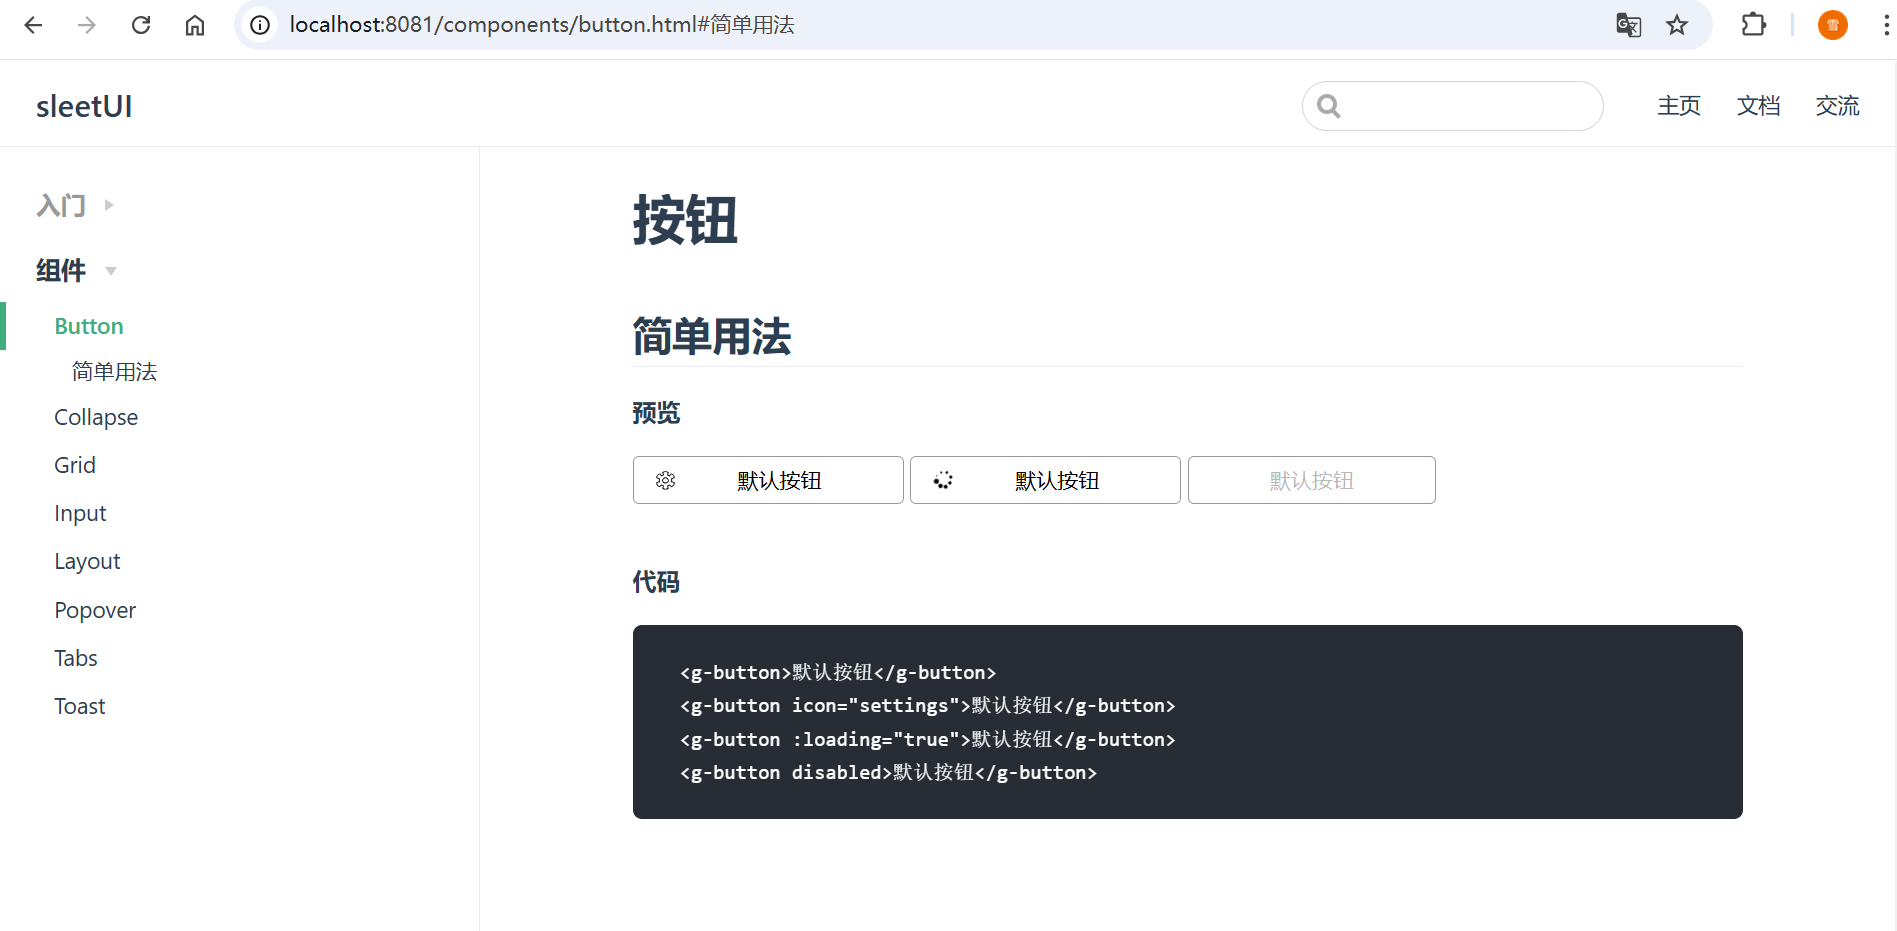 localhost:8081/components/button.html#简单用法
雪
sleetUI
主页 文档 交流
入门
组件
Button
简单用法
Collapse
Grid
Input
Layout
Popover
Tabs
Toast
按钮
简单用法
预览
默认按钮 默认按钮 默认按钮
代码
<g-button>默认按钮</g-button>
<g-button icon="settings">默认按钮</g-button>
<g-button :loading="true">默认按钮</g-button>
<g-button disabled>默认按钮</g-button>